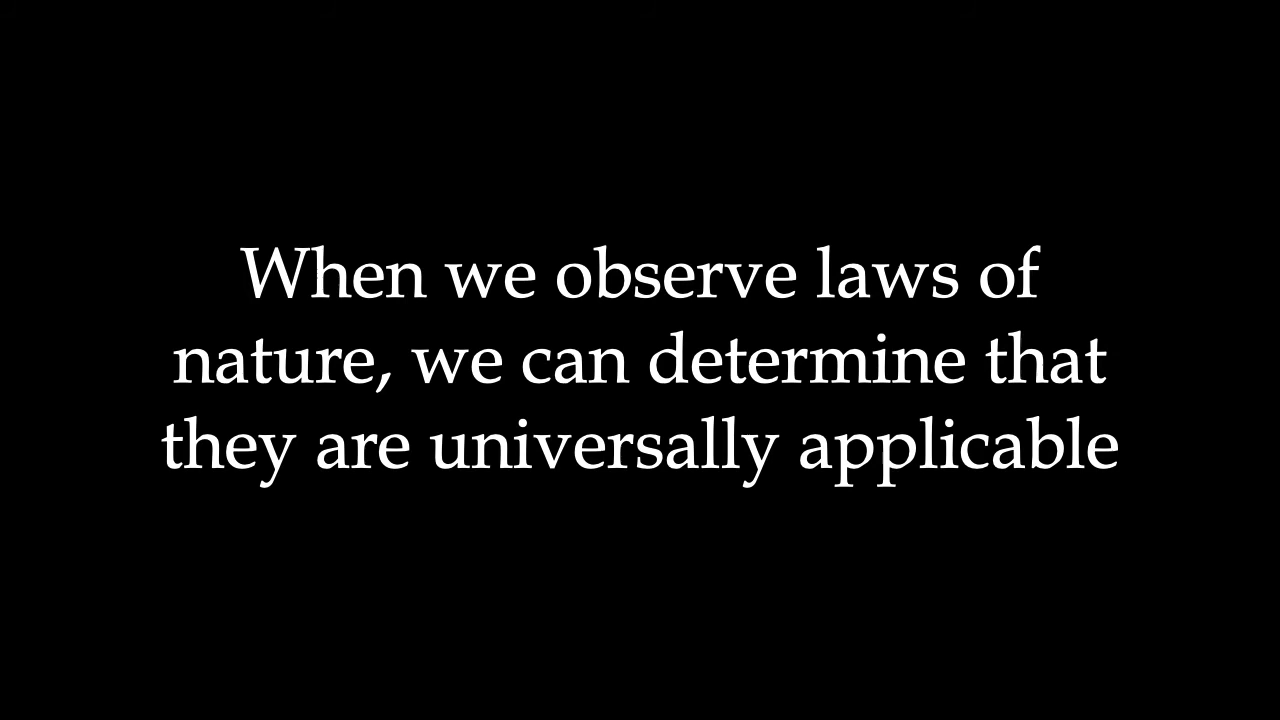 When we observe laws of
nature, we can determine that
they are universally applicable